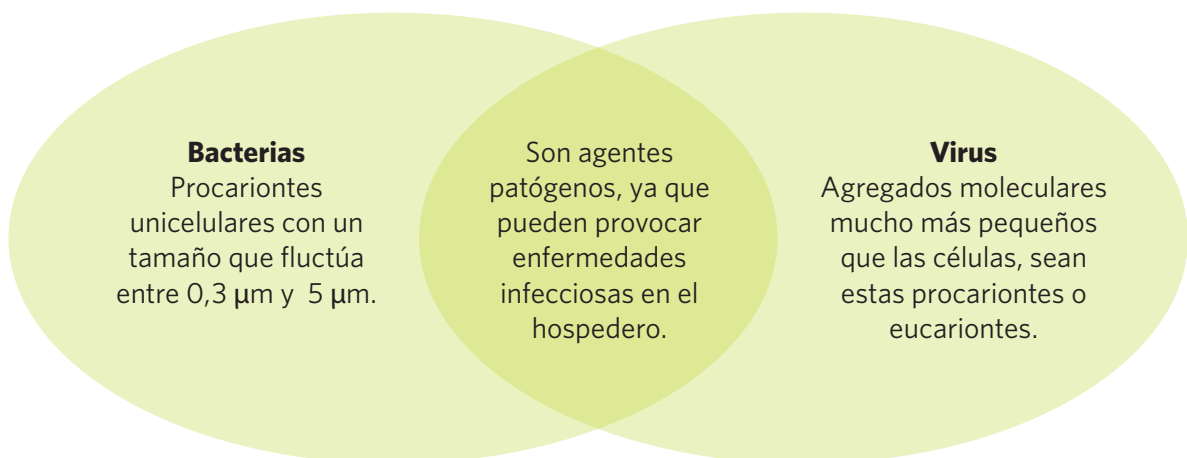 Bacterias
Procariontes
unicelulares con un
tamaño que fluctúa
entre 0,3 µm y 5 µm.
Son agentes
patógenos, ya que
pueden provocar
enfermedades
infecciosas en el
hospedero.
Virus
Agregados moleculares
mucho más pequeños
que las células, sean
estas procariontes o
eucariontes.